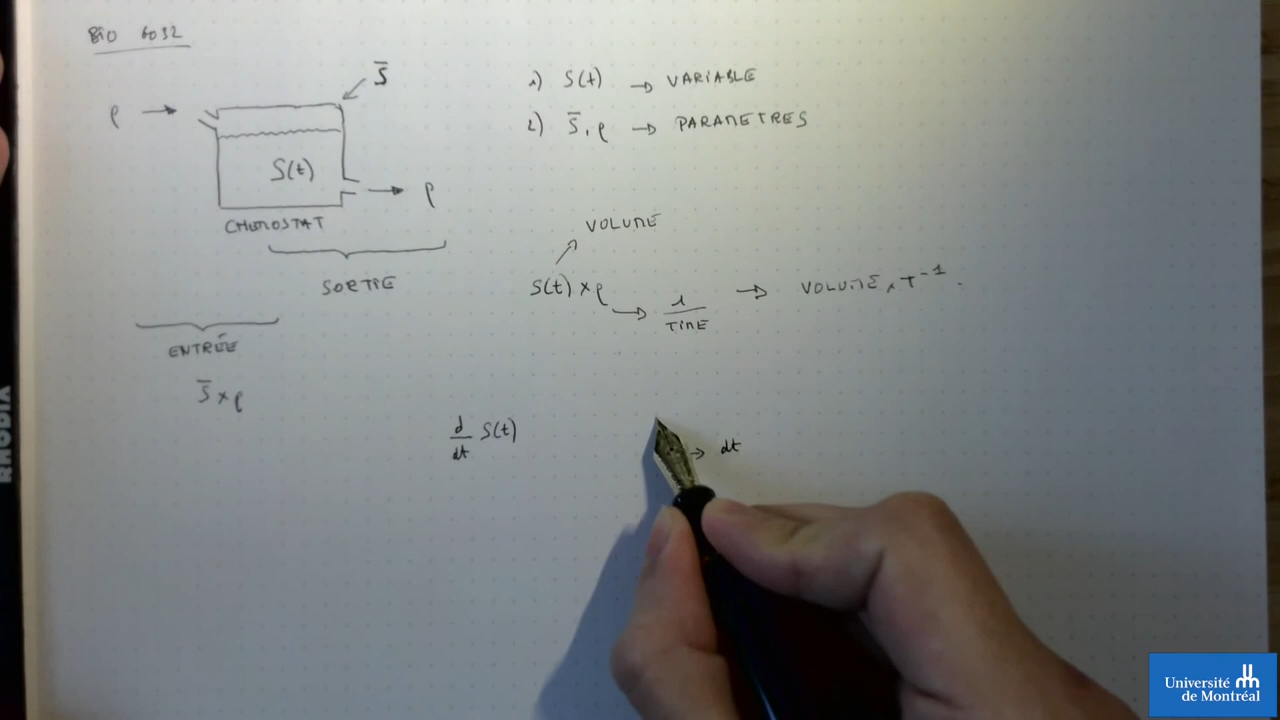 BIO 6032
S̄
ρ →
S(t)
→ ρ
CHEMOSTAT
SORTIE
ENTRÉE
S̄ × ρ
1) S(t) → VARIABLE
2) S̄, ρ → PARAMETRES
VOLUME
S(t) × ρ → 1/TIME → VOLUME × T⁻¹.
d/dt S(t)
→ dt
RHODIA
Université de Montréal